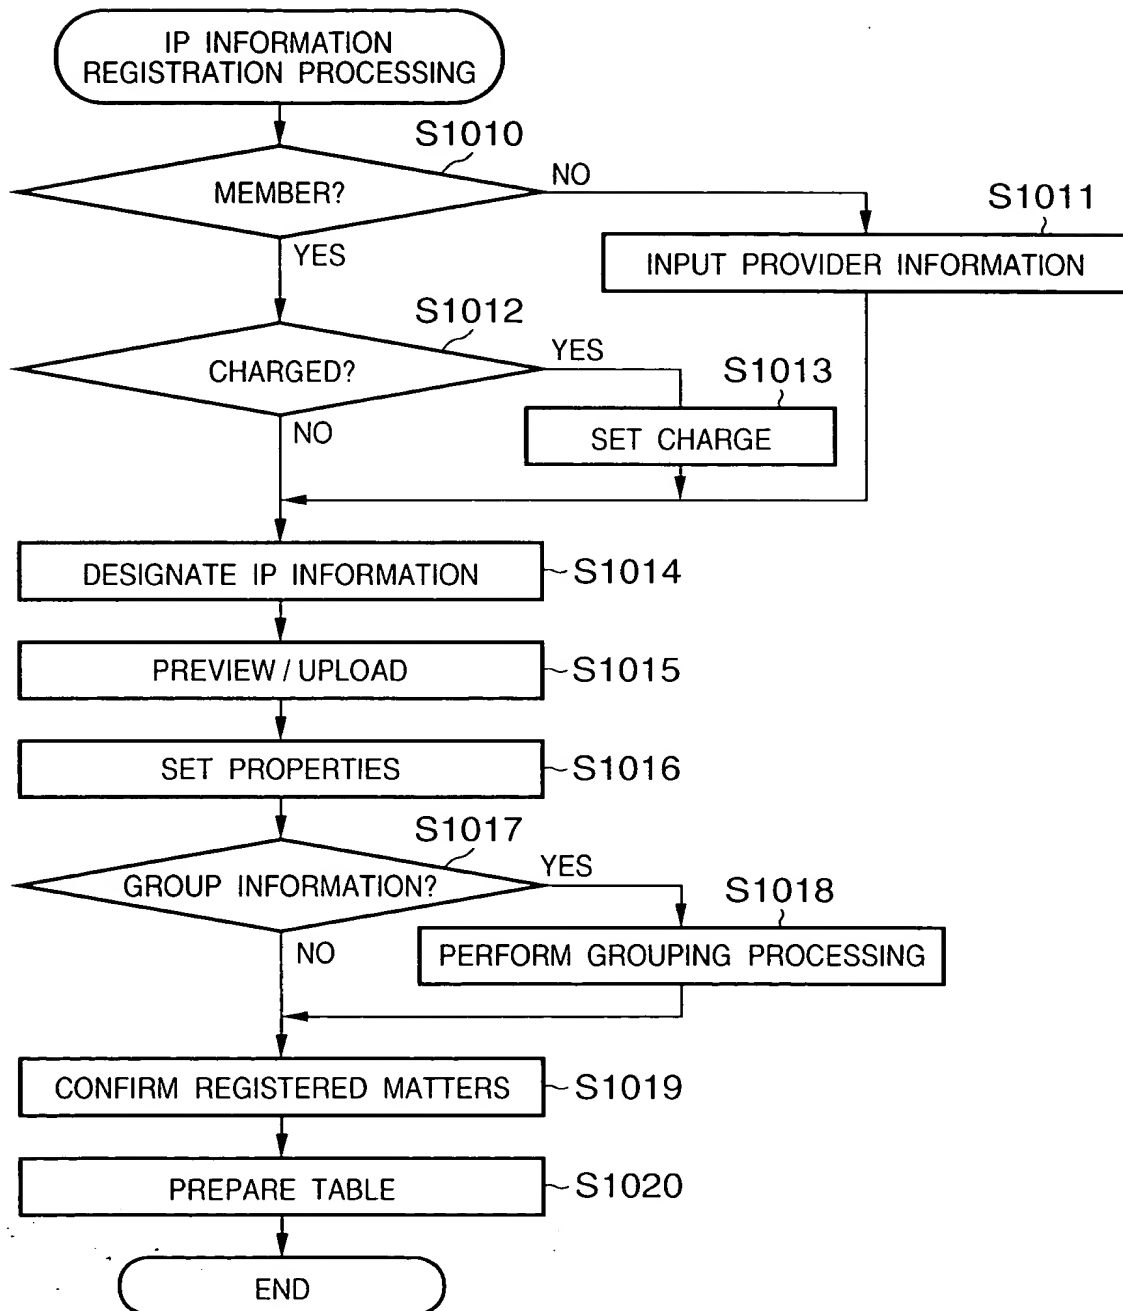 IP INFORMATION
REGISTRATION PROCESSING
S1010
MEMBER?
NO
YES
S1011
INPUT PROVIDER INFORMATION
S1012
CHARGED?
YES
NO
S1013
SET CHARGE
DESIGNATE IP INFORMATION
S1014
PREVIEW / UPLOAD
S1015
SET PROPERTIES
S1016
S1017
GROUP INFORMATION?
YES
NO
S1018
PERFORM GROUPING PROCESSING
CONFIRM REGISTERED MATTERS
S1019
PREPARE TABLE
S1020
END